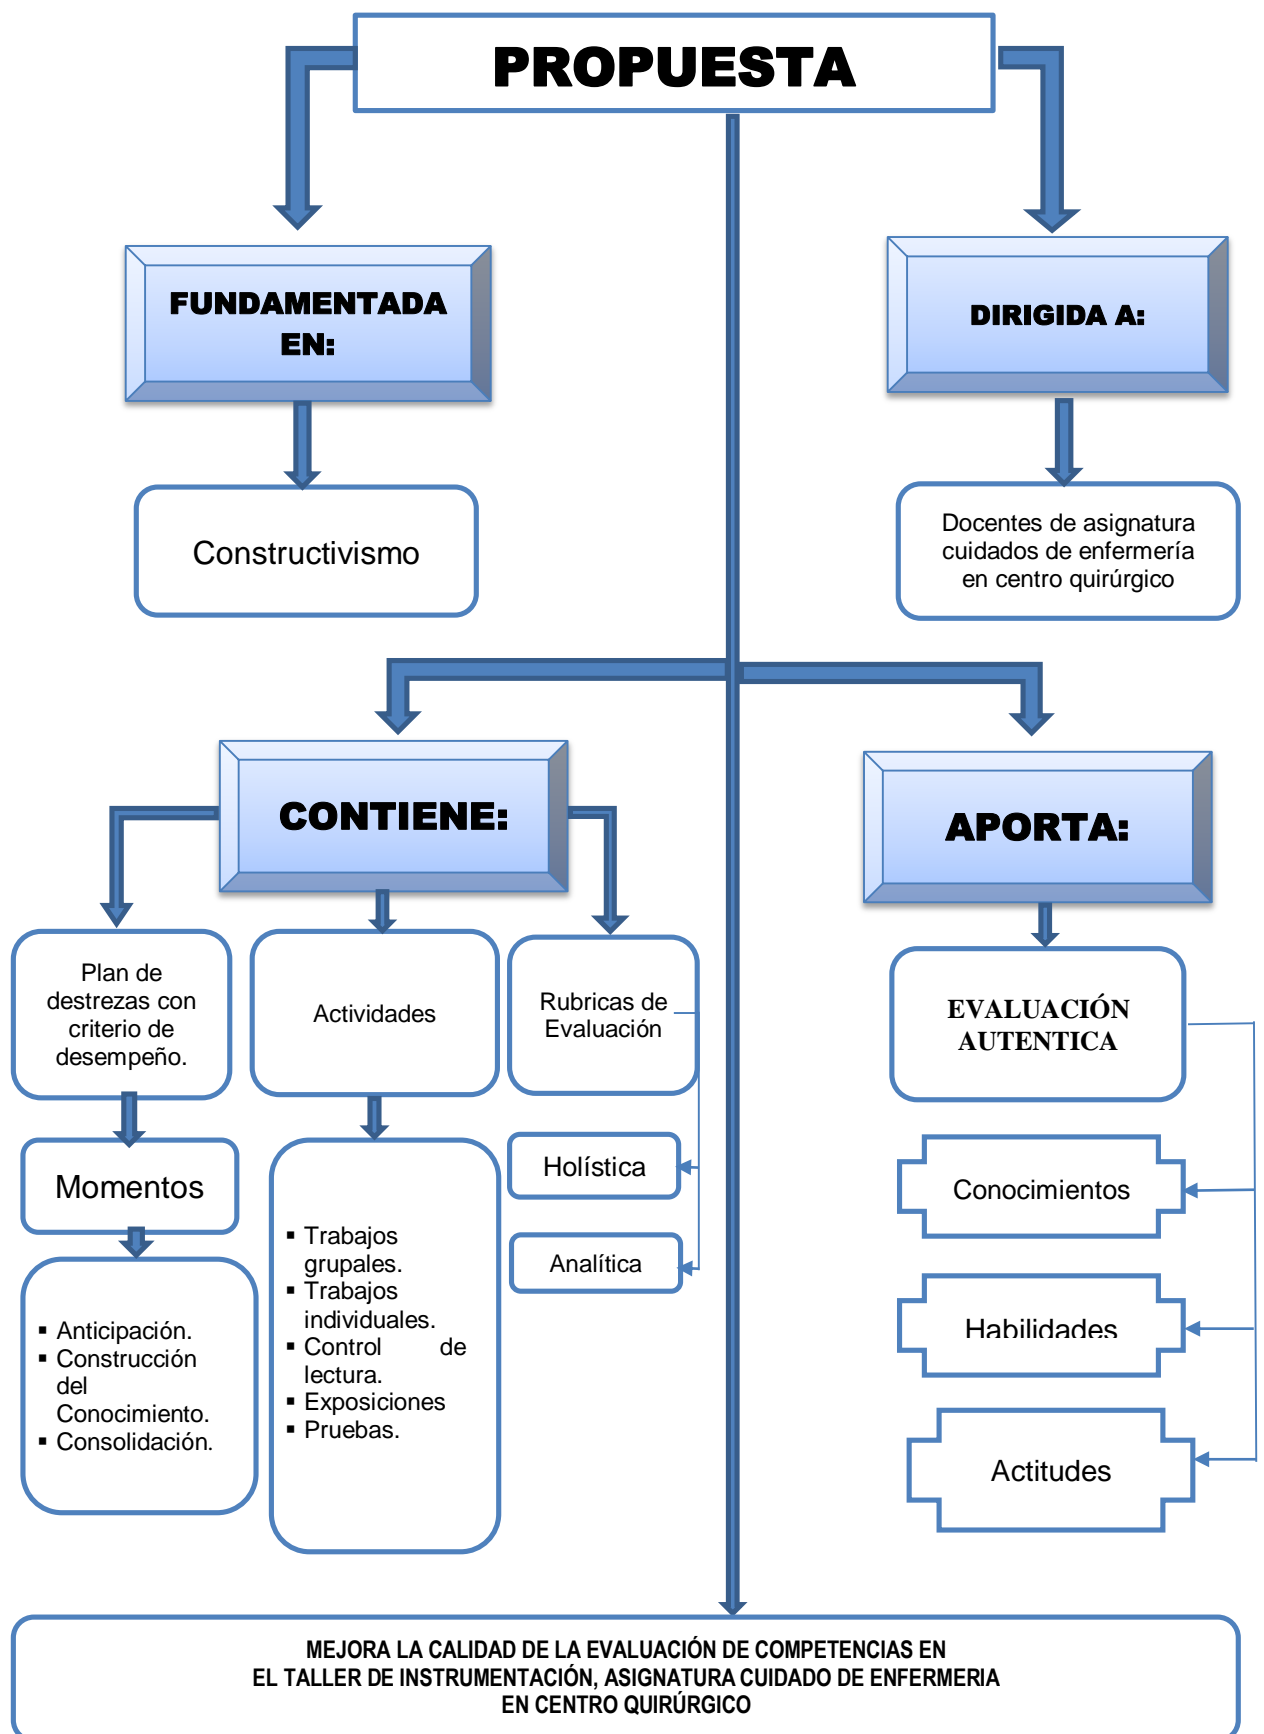 PROPUESTA
FUNDAMENTADA
EN:
DIRIGIDA A:
Constructivismo
Docentes de asignatura
cuidados de enfermería
en centro quirúrgico
CONTIENE:
APORTA:
Plan de
destrezas con
criterio de
desempeño.
Actividades
Rubricas de
Evaluación
EVALUACIÓN
AUTENTICA
Momentos
Holística
Analítica
Conocimientos
Habilidades
Actitudes
▪ Anticipación.
▪ Construcción
del
Conocimiento.
▪ Consolidación.
▪ Trabajos
grupales.
▪ Trabajos
individuales.
▪ Control de
lectura.
▪ Exposiciones
▪ Pruebas.
MEJORA LA CALIDAD DE LA EVALUACIÓN DE COMPETENCIAS EN
EL TALLER DE INSTRUMENTACIÓN, ASIGNATURA CUIDADO DE ENFERMERIA
EN CENTRO QUIRÚRGICO